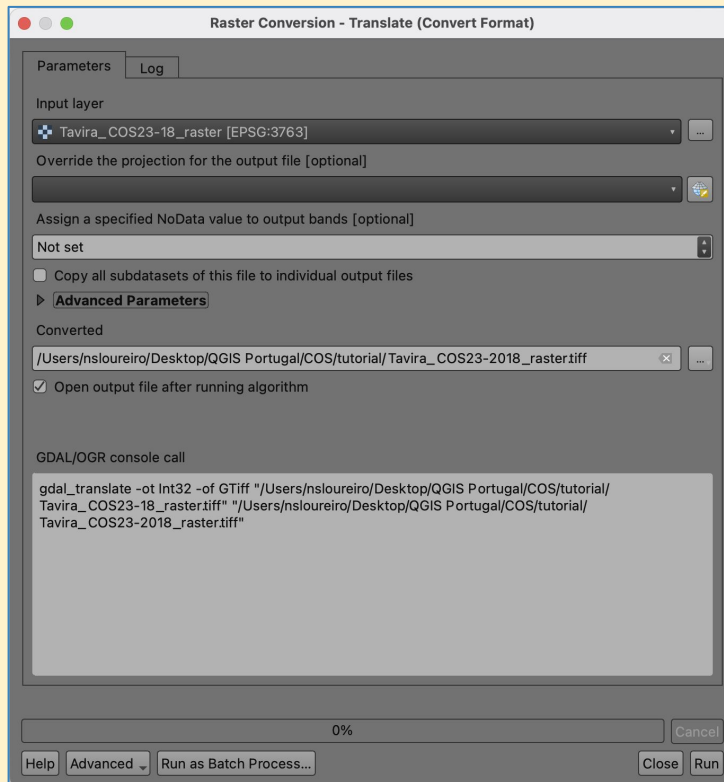 Raster Conversion - Translate (Convert Format)
Parameters
Log
Input layer
Tavira_COS23-18_raster [EPSG:3763]
...
Override the projection for the output file [optional]
Assign a specified NoData value to output bands [optional]
Not set
Copy all subdatasets of this file to individual output files
Advanced Parameters
Converted
/Users/nsloureiro/Desktop/QGIS Portugal/COS/tutorial/Tavira_COS23-2018_raster.tiff
...
Open output file after running algorithm
GDAL/OGR console call
gdal_translate -ot Int32 -of GTiff "/Users/nsloureiro/Desktop/QGIS Portugal/COS/tutorial/
Tavira_COS23-18_raster.tiff" "/Users/nsloureiro/Desktop/QGIS Portugal/COS/tutorial/
Tavira_COS23-2018_raster.tiff"
0%
Cancel
Help
Advanced
Run as Batch Process...
Close
Run